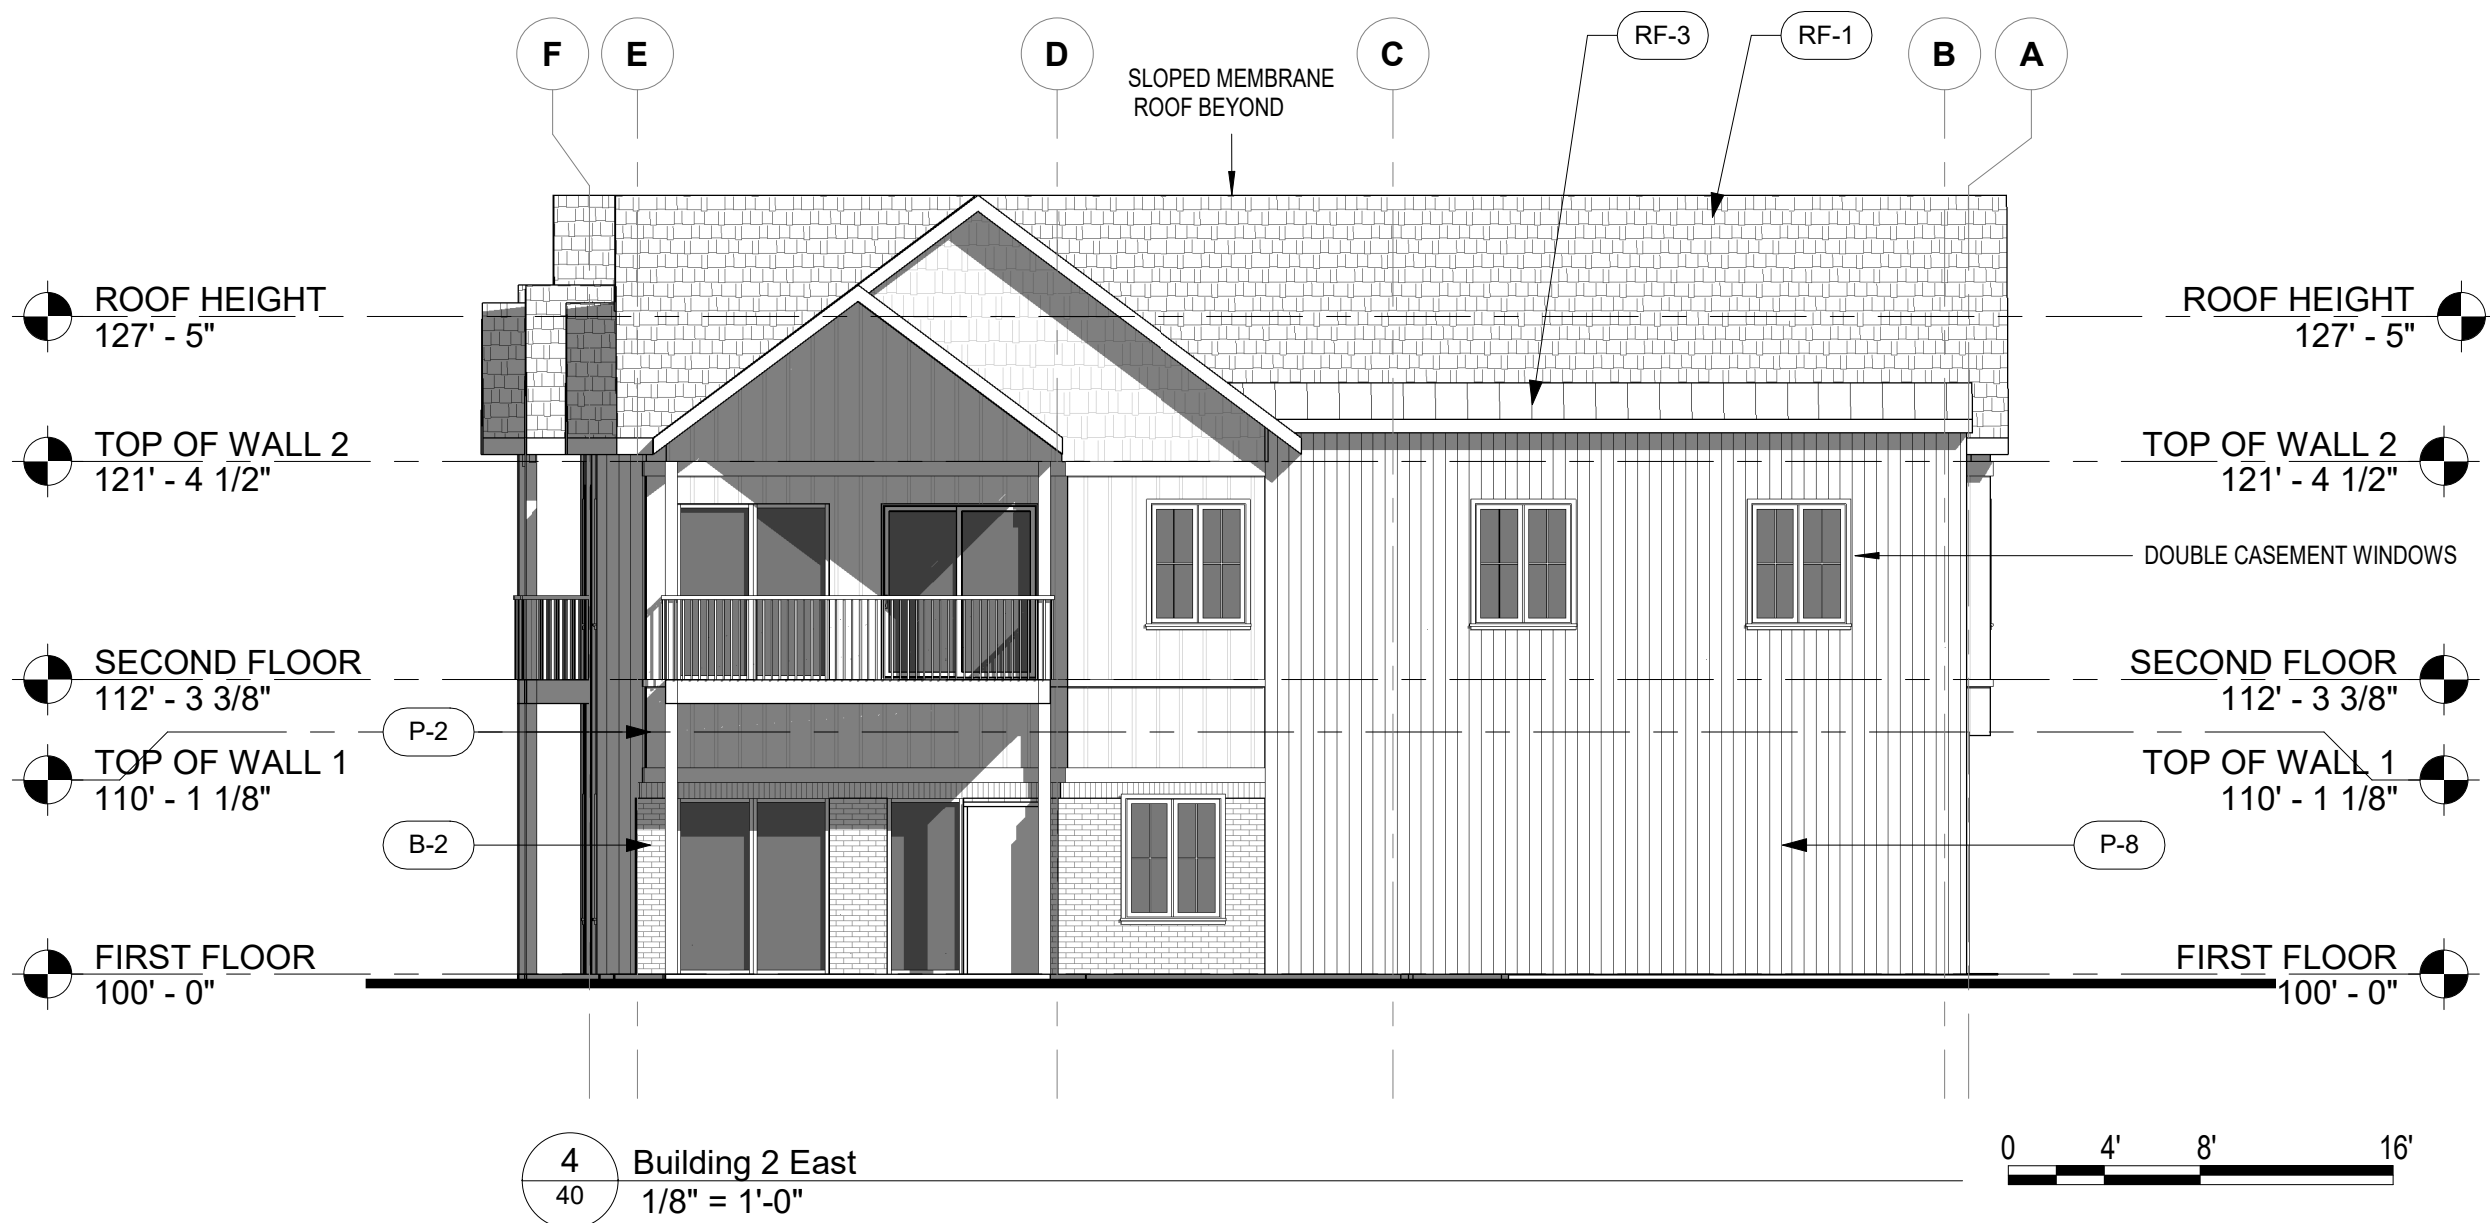 F E D C B A
RF-3 RF-1
SLOPED MEMBRANE
ROOF BEYOND
ROOF HEIGHT
127' - 5"
ROOF HEIGHT
127' - 5"
TOP OF WALL 2
121' - 4 1/2"
TOP OF WALL 2
121' - 4 1/2"
DOUBLE CASEMENT WINDOWS
SECOND FLOOR
112' - 3 3/8"
SECOND FLOOR
112' - 3 3/8"
P-2
TOP OF WALL 1
110' - 1 1/8"
TOP OF WALL 1
110' - 1 1/8"
B-2
P-8
FIRST FLOOR
100' - 0"
FIRST FLOOR
100' - 0"
4
40
Building 2 East
1/8" = 1'-0"
0 4' 8' 16'